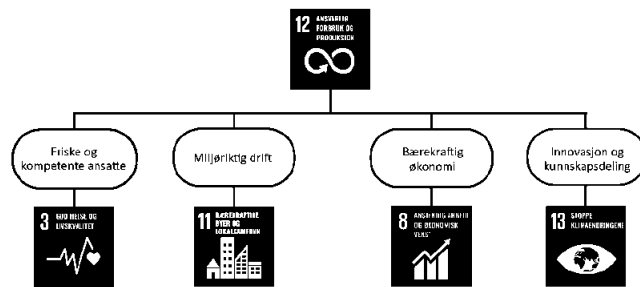 12 ANSVARLIG
FORBRUK OG
PRODUKSJON
Friske og
kompetente ansatte
Miljøriktig drift
Bærekraftig
økonomi
Innovasjon og
kunnskapsdeling
3 GOD HELSE OG
LIVSKVALITET
11 BÆREKRAFTIGE
BYER OG
LOKALSAMFUNN
8 ANSTENDIG ARBEID
OG ØKONOMISK
VEKST
13 STOPPE
KLIMAENDRINGENE